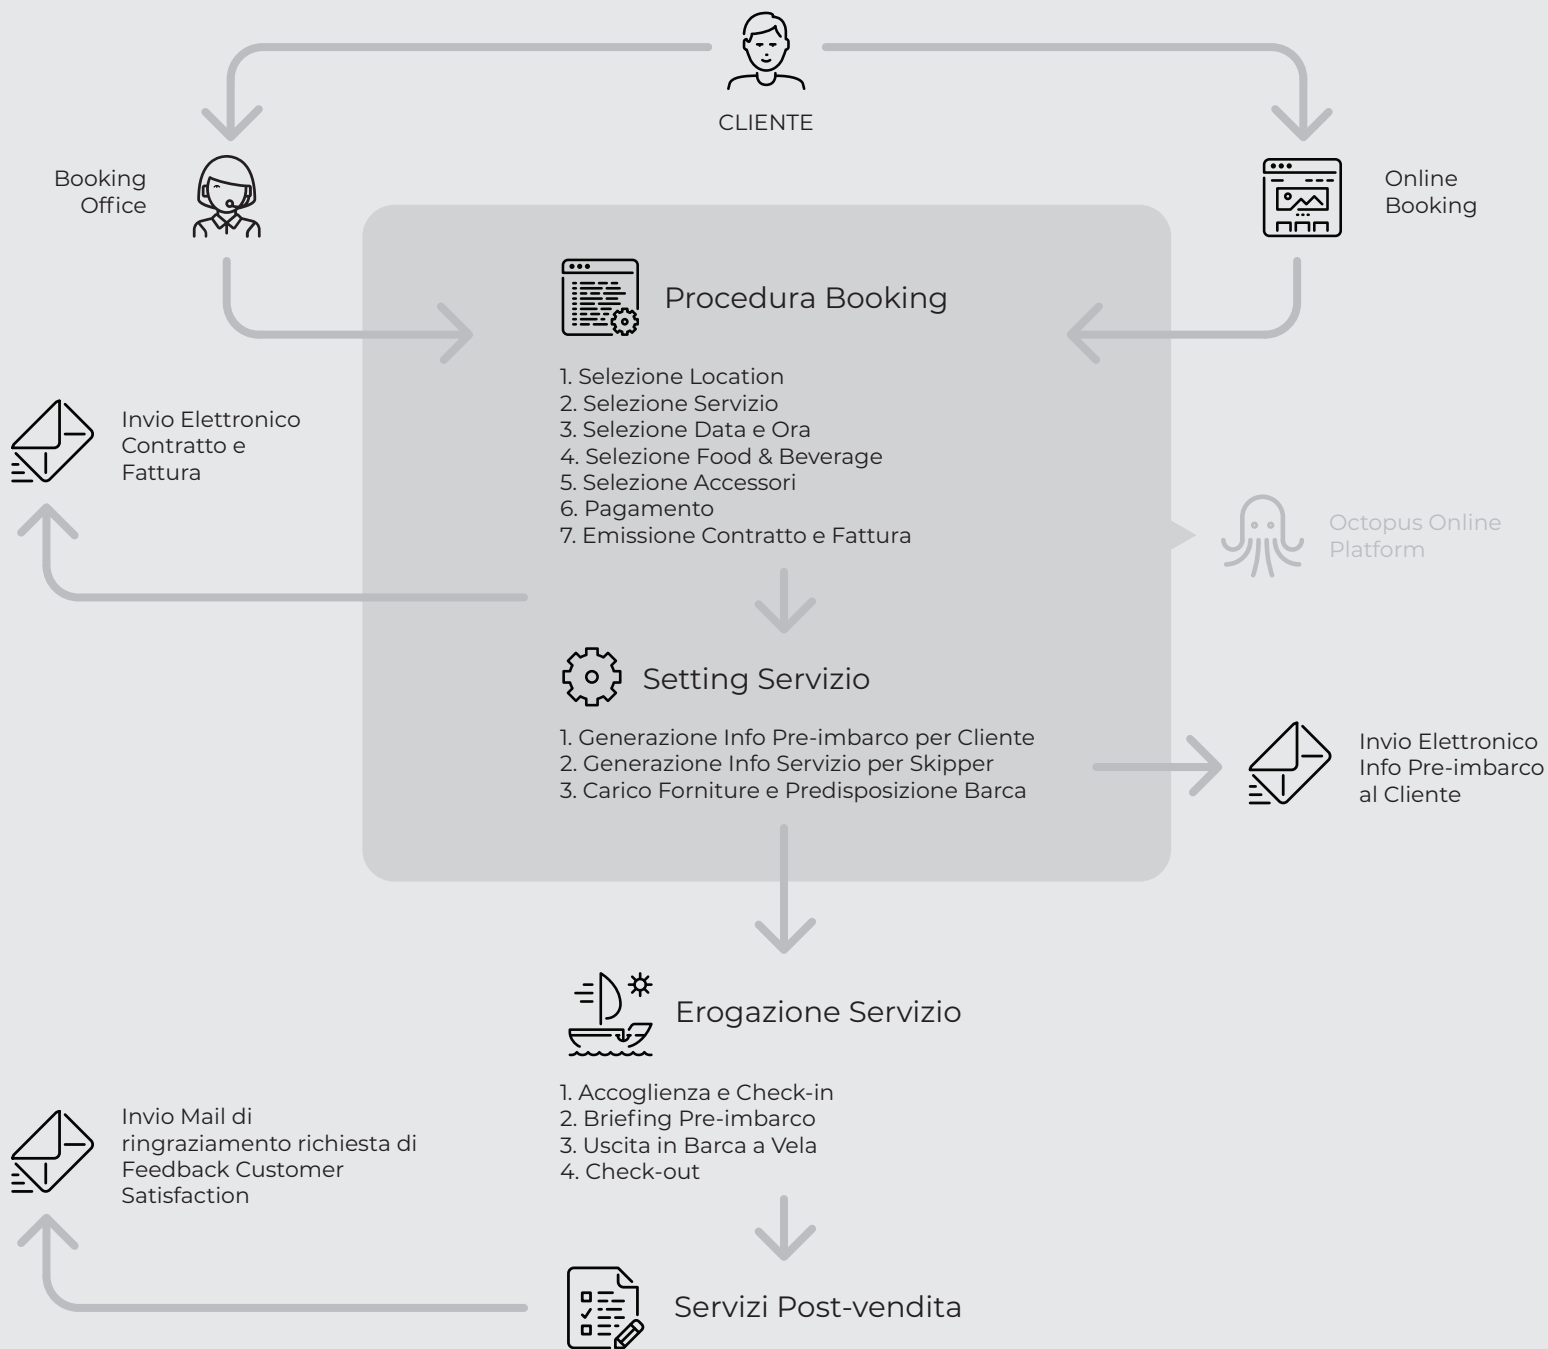 CLIENTE
Booking
Office
Online
Booking
Procedura Booking
1. Selezione Location
2. Selezione Servizio
3. Selezione Data e Ora
4. Selezione Food & Beverage
5. Selezione Accessori
6. Pagamento
7. Emissione Contratto e Fattura
Invio Elettronico
Contratto e
Fattura
Octopus Online
Platform
Setting Servizio
1. Generazione Info Pre-imbarco per Cliente
2. Generazione Info Servizio per Skipper
3. Carico Forniture e Predisposizione Barca
Invio Elettronico
Info Pre-imbarco
al Cliente
Erogazione Servizio
1. Accoglienza e Check-in
2. Briefing Pre-imbarco
3. Uscita in Barca a Vela
4. Check-out
Invio Mail di
ringraziamento richiesta di
Feedback Customer
Satisfaction
Servizi Post-vendita